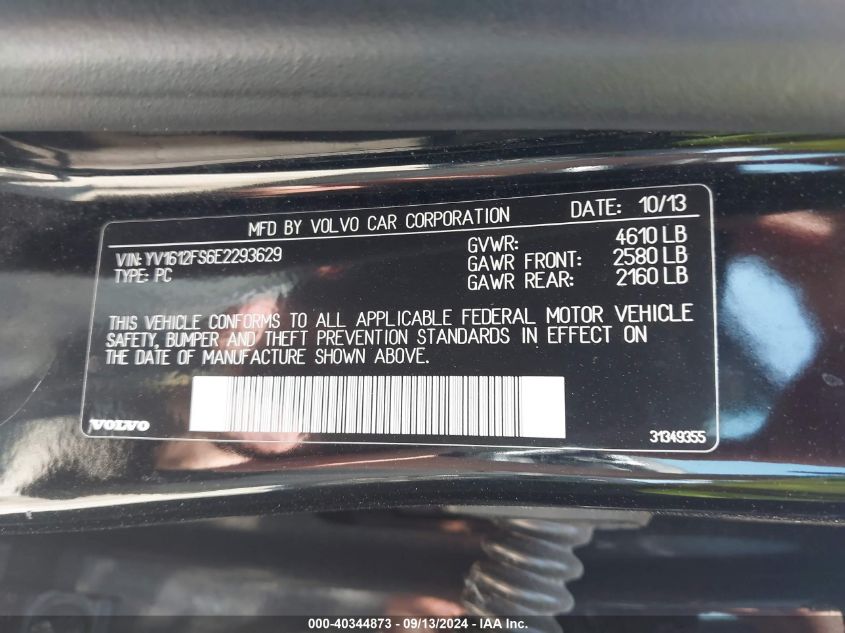 MFD BY VOLVO CAR CORPORATION DATE: 10/13
VIN: YV1612FS6E2293629
TYPE: PC
GVWR: 4610 LB
GAWR FRONT: 2580 LB
GAWR REAR: 2160 LB
THIS VEHICLE CONFORMS TO ALL APPLICABLE FEDERAL MOTOR VEHICLE
SAFETY, BUMPER AND THEFT PREVENTION STANDARDS IN EFFECT ON
THE DATE OF MANUFACTURE SHOWN ABOVE.
VOLVO
31349355
000-40344873 - 09/13/2024 - IAA Inc.